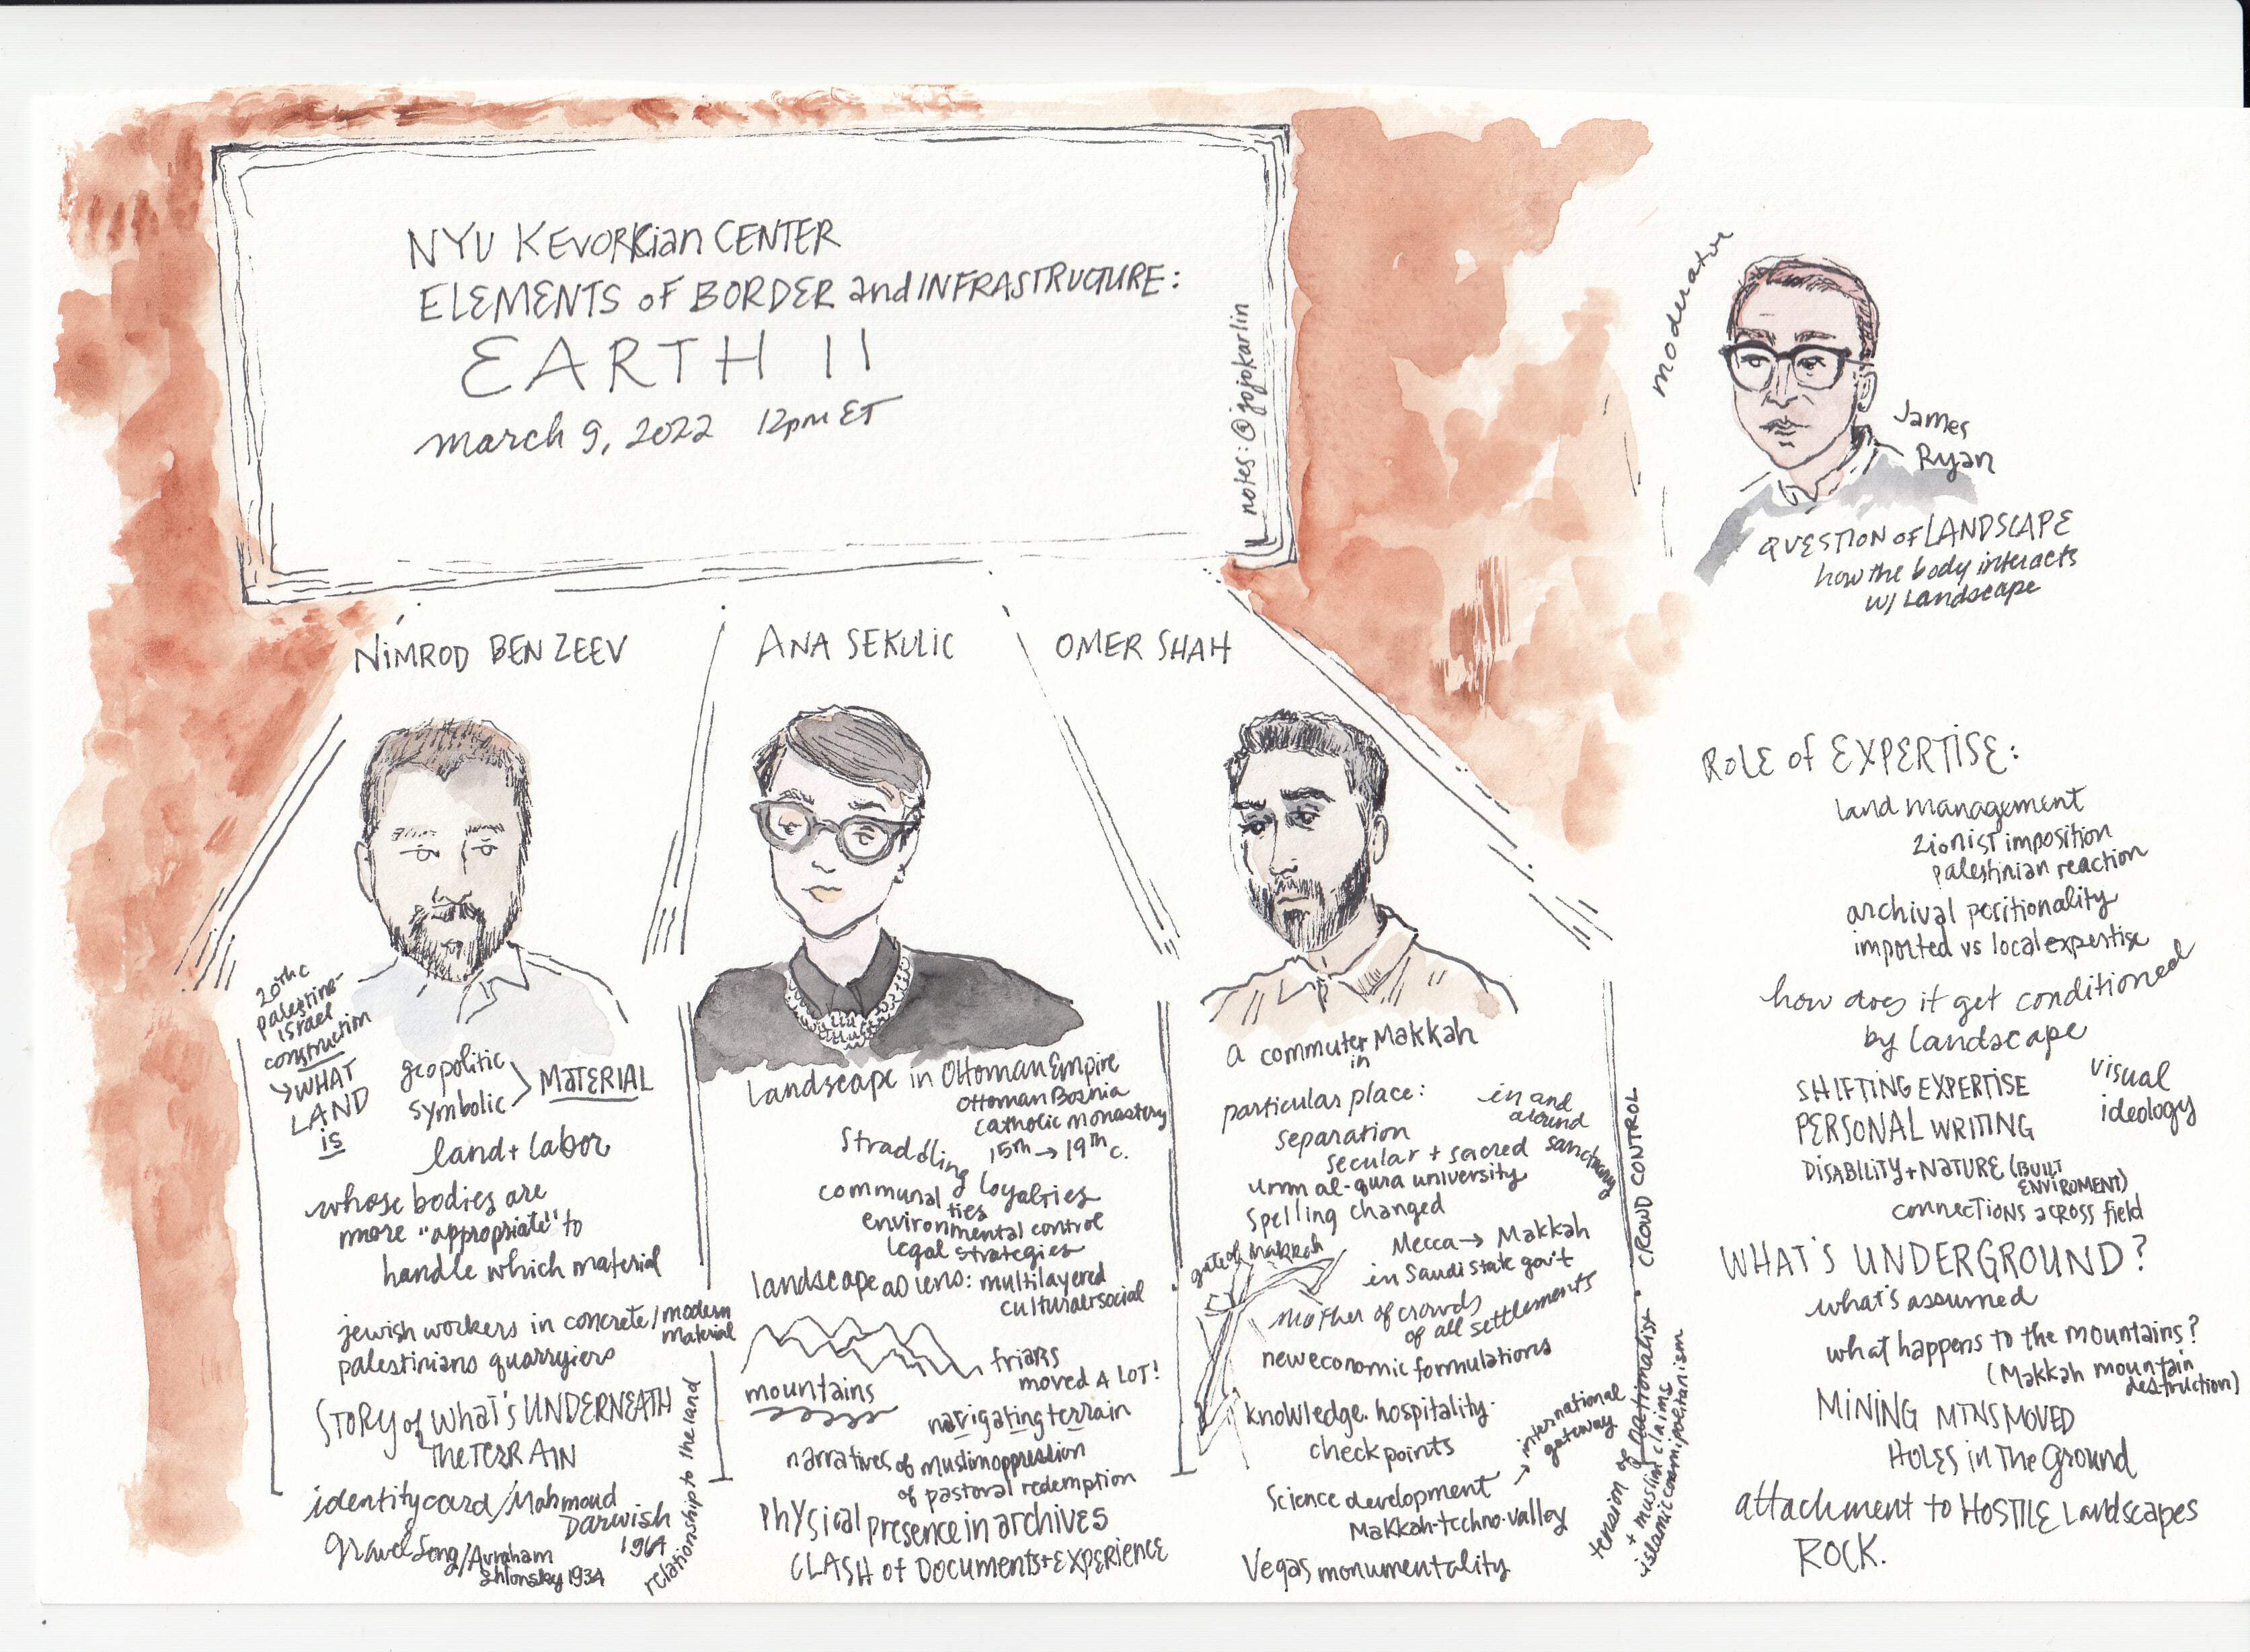 NYU KEVORKian CENTER
ELEMENTS of BORDER and INFRASTRUCTURE:
EARTH II
march 9, 2022 12pm ET
notes: @jojokarlin
moderator
James
Ryan
QUESTION of LANDSCAPE
how the body interacts
w/ Landscape
NiMROD BEN ZEEV
20th c
palestine-
israel
construction
WHAT
LAND
is
geopolitic
symbolic
MATERIAL
land + labor
whose bodies are
more "appropriate" to
handle which material
jewish workers in concrete / modern
material
palestinians quarryiers
STORY of WHAT'S UNDERNEATH
THE TERRAIN
identity card / Mahmoud
Darwish
1964
Gravel Song / Avraham
Shlonsky 1934
relationship to the land
ANA SEKULIC
Landscape in Ottoman Empire
Ottoman Bosnia
Catholic monastery
15th → 19th c.
Straddling loyalties
communal ties
environmental control
legal strategies
landscape as lens: multilayered
cultural+social
mountains
friars
moved A LOT!
navigating terrain
narratives of muslim oppression
of pastoral redemption
PHYSical presence in archives
CLASH of DOCUMENTS+EXPERIENCE
OMER SHAH
a commuter in Makkah
particular place:
in and
around
sanctuary
separation
secular + sacred
umm al-qura university
spelling changed
Mecca → Makkah
in Saudi state gov't
gate of makkah
mother of crowds
of all settlements
new economic formulations
knowledge. hospitality.
check points
international
gateway
Science development
Makkah-techno-valley
Vegas monumentality
CROWD CONTROL
tension of nationalist
+ muslim claims
islamic cosmopolitanism
ROLE of EXPERTISE:
land management
zionist imposition
palestinian reaction
archival positionality
imported vs local expertise
how does it get conditioned
by landscape
SHIFTING EXPERTISE
PERSONAL WRITING
visual
ideology
DISABILITY + NATURE (BUILT
ENVIROMENT)
connections across field
WHAT'S UNDERGROUND?
what's assumed
what happens to the mountains?
(Makkah mountain
destruction)
MINING MTNS MOVED
HOLES in The Ground
attachment to HOSTILE Landscapes
ROCK.